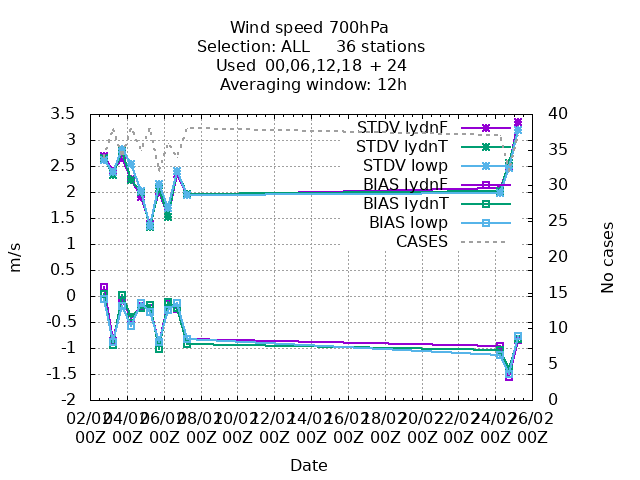 Wind speed 700hPa
Selection: ALL 36 stations
Used 00,06,12,18 + 24
Averaging window: 12h
3.5
3
2.5
2
1.5
1
0.5
0
-0.5
-1
-1.5
-2
m/s
STDV lydnF
STDV lydnT
STDV lowp
BIAS lydnF
BIAS lydnT
BIAS lowp
CASES
40
35
30
25
20
15
10
5
0
No cases
02/02 04/02 06/02 08/02 10/02 12/02 14/02 16/02 18/02 20/02 22/02 24/02 26/02
00Z 00Z 00Z 00Z 00Z 00Z 00Z 00Z 00Z 00Z 00Z 00Z 00Z
Date